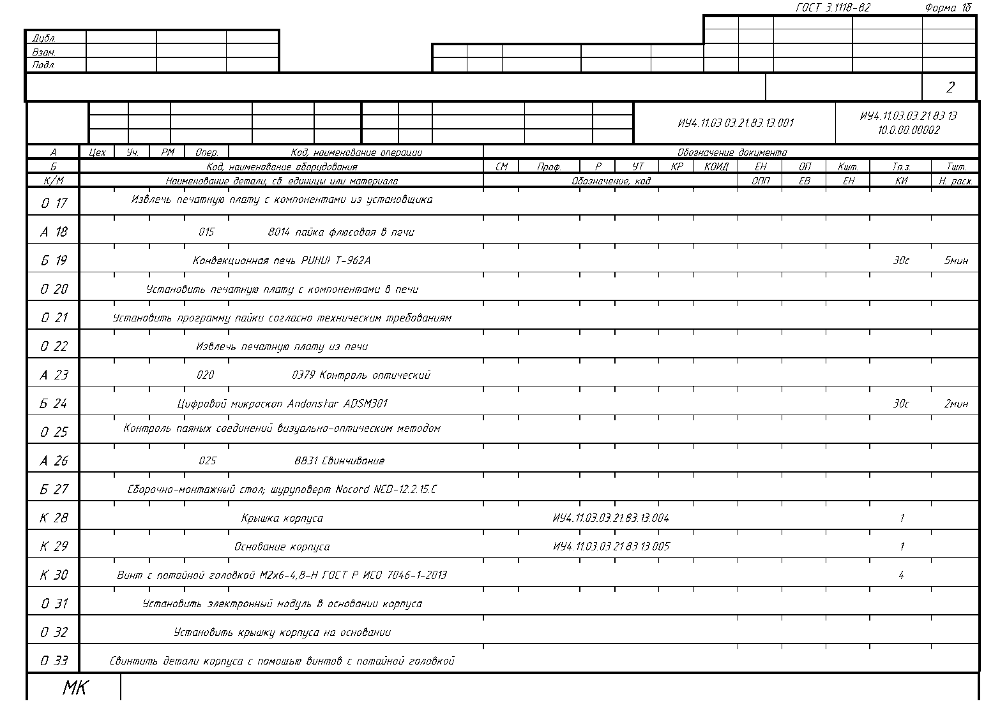 ГОСТ 3.1118-82 Форма 1б
Дубл.
Взам.
Подл.
2
ИУ4.11.03.03.21.83.13.001
ИУ4.11.03.03.21.83.13
10.0.00.00002
А Цех Уч. РМ Опер. Код, наименование операции Обозначение документа
Б Код, наименование оборудования СМ Проф. Р УТ КР КОИД ЕН ОП Кшт. Тп.з. Тшт.
К/М Наименование детали, сб. единицы или материала Обозначение, код ОПП ЕВ ЕН КИ Н. расх.
О 17 Извлечь печатную плату с компонентами из установщика
А 18 015 8014 пайка флюсовая в печи
Б 19 Конвекционная печь PUHUI T-962A 30с 5мин
О 20 Установить печатную плату с компонентами в печи
О 21 Установить программу пайки согласно техническим требованиям
О 22 Извлечь печатную плату из печи
А 23 020 0379 Контроль оптический
Б 24 Цифровой микроскоп Andonstar ADSM301 30с 2мин
О 25 Контроль паяных соединений визуально-оптическим методом
А 26 025 8831 Свинчивание
Б 27 Сборочно-монтажный стол; шуруповерт Nocord NCD-12.2.15.C
К 28 Крышка корпуса ИУ4.11.03.03.21.83.13.004 1
К 29 Основание корпуса ИУ4.11.03.03.21.83.13.005 1
К 30 Винт с потайной головкой М2х6-4,8-Н ГОСТ Р ИСО 7046-1-2013 4
О 31 Установить электронный модуль в основании корпуса
О 32 Установить крышку корпуса на основании
О 33 Свинтить детали корпуса с помощью винтов с потайной головкой
МК